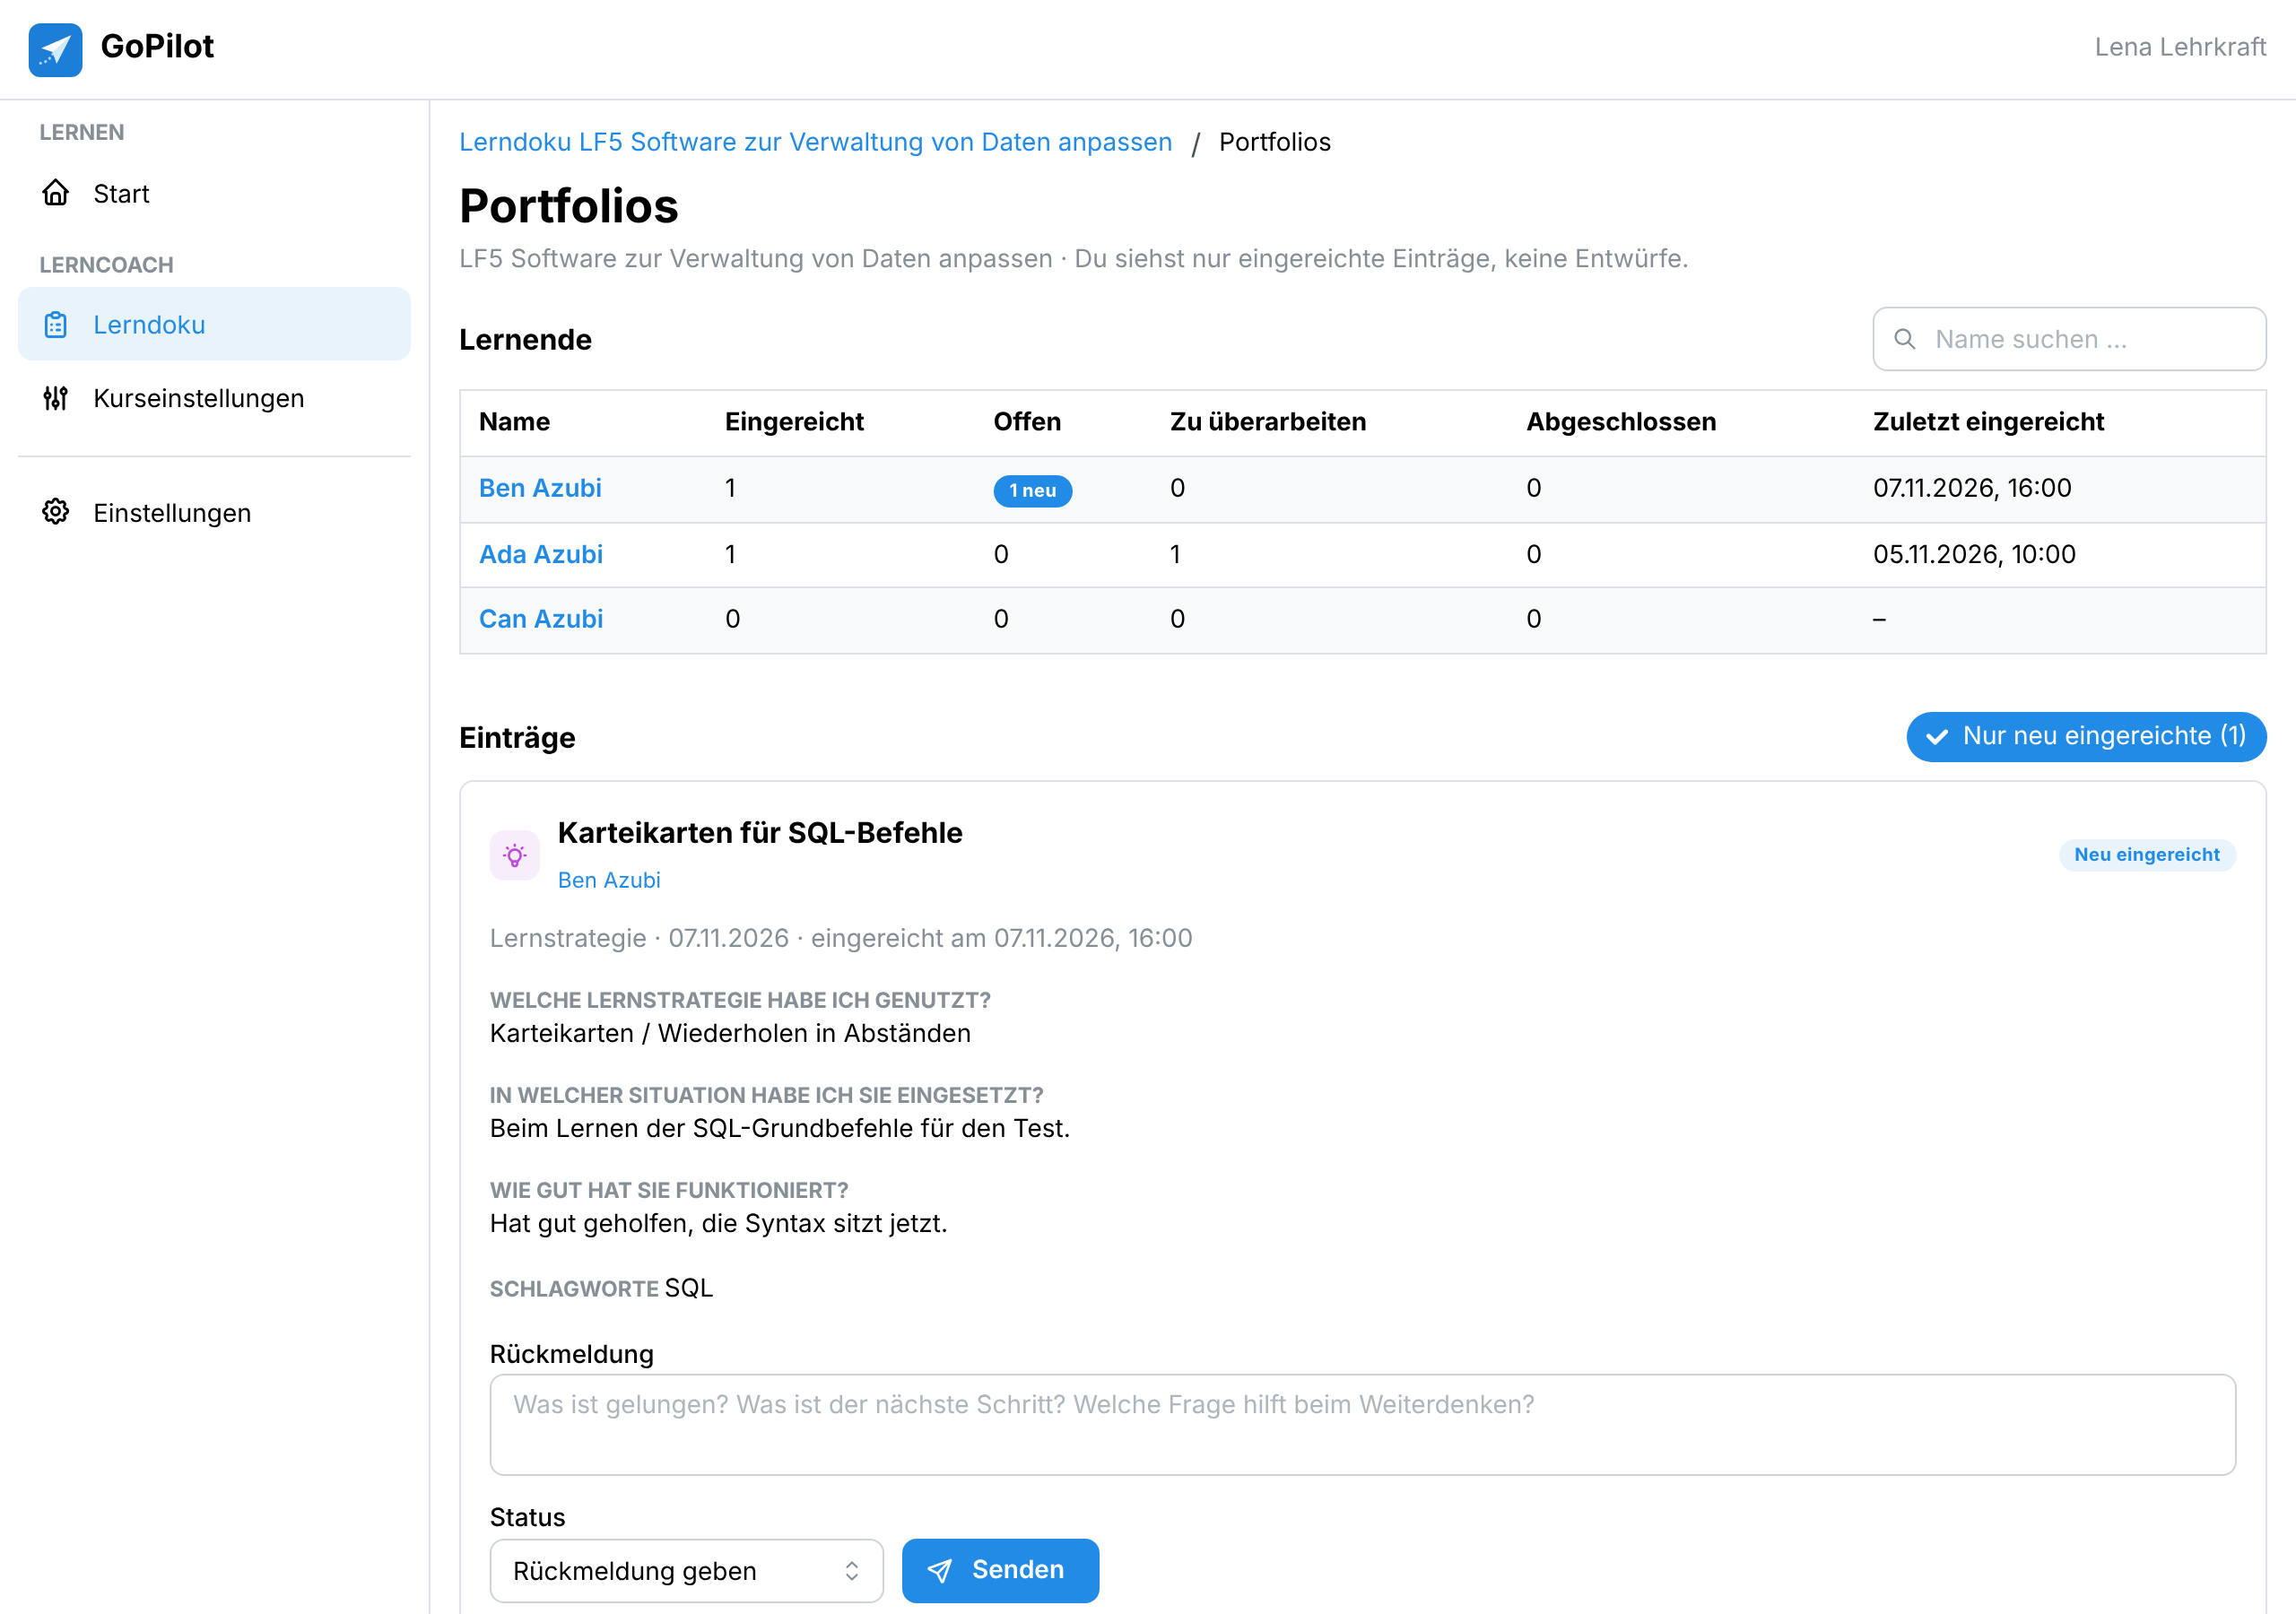 GoPilot
Lena Lehrkraft
LERNEN
Start
LERNCOACH
Lerndoku
Kurseinstellungen
Einstellungen
Lerndoku LF5 Software zur Verwaltung von Daten anpassen / Portfolios
Portfolios
LF5 Software zur Verwaltung von Daten anpassen · Du siehst nur eingereichte Einträge, keine Entwürfe.
Lernende
Name suchen ...
Name Eingereicht Offen Zu überarbeiten Abgeschlossen Zuletzt eingereicht
Ben Azubi 1 1 neu 0 0 07.11.2026, 16:00
Ada Azubi 1 0 1 0 05.11.2026, 10:00
Can Azubi 0 0 0 0 –
Einträge
Nur neu eingereichte (1)
Karteikarten für SQL-Befehle
Ben Azubi
Neu eingereicht
Lernstrategie · 07.11.2026 · eingereicht am 07.11.2026, 16:00
WELCHE LERNSTRATEGIE HABE ICH GENUTZT?
Karteikarten / Wiederholen in Abständen
IN WELCHER SITUATION HABE ICH SIE EINGESETZT?
Beim Lernen der SQL-Grundbefehle für den Test.
WIE GUT HAT SIE FUNKTIONIERT?
Hat gut geholfen, die Syntax sitzt jetzt.
SCHLAGWORTE SQL
Rückmeldung
Was ist gelungen? Was ist der nächste Schritt? Welche Frage hilft beim Weiterdenken?
Status
Rückmeldung geben
Senden